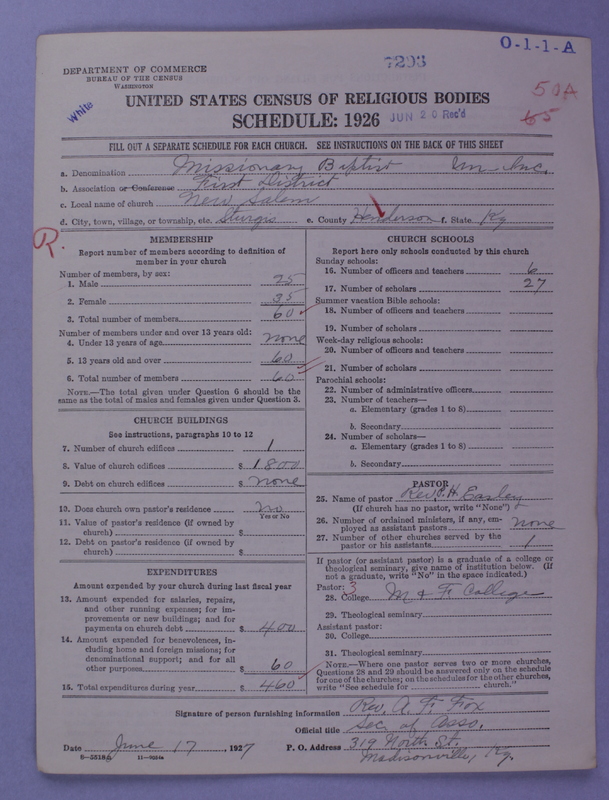 O-1-1-A
7293
DEPARTMENT OF COMMERCE
BUREAU OF THE CENSUS
WASHINGTON
White
50A
65
UNITED STATES CENSUS OF RELIGIOUS BODIES
SCHEDULE: 1926
JUN 20 Rec'd
FILL OUT A SEPARATE SCHEDULE FOR EACH CHURCH. SEE INSTRUCTIONS ON THE BACK OF THIS SHEET
a. Denomination Missionary Baptist Un-Inc.
b. Association or Conference First District
c. Local name of church New Salem
d. City, town, village, or township, etc. Sturgis e. County Henderson f. State Ky
R.
MEMBERSHIP
Report number of members according to definition of
member in your church
Number of members, by sex:
1. Male 25
2. Female 35
3. Total number of members 60
Number of members under and over 13 years old:
4. Under 13 years of age none
5. 13 years old and over 60
6. Total number of members 60
NOTE.—The total given under Question 6 should be the
same as the total of males and females given under Question 3.
CHURCH BUILDINGS
See instructions, paragraphs 10 to 12
7. Number of church edifices 1
8. Value of church edifices $ 1800
9. Debt on church edifices $ none
10. Does church own pastor's residence no
Yes or No
11. Value of pastor's residence (if owned by
church) $
12. Debt on pastor's residence (if owned by
church) $
EXPENDITURES
Amount expended by your church during last fiscal year
13. Amount expended for salaries, repairs,
and other running expenses; for im-
provements or new buildings; and for
payments on church debt $ 400
14. Amount expended for benevolences, in-
cluding home and foreign missions; for
denominational support; and for all
other purposes $ 60
15. Total expenditures during year $ 460
CHURCH SCHOOLS
Report here only schools conducted by this church
Sunday schools:
16. Number of officers and teachers 6
17. Number of scholars 27
Summer vacation Bible schools:
18. Number of officers and teachers
19. Number of scholars
Week-day religious schools:
20. Number of officers and teachers
21. Number of scholars
Parochial schools:
22. Number of administrative officers
23. Number of teachers—
a. Elementary (grades 1 to 8)
b. Secondary
24. Number of scholars—
a. Elementary (grades 1 to 8)
b. Secondary
PASTOR
25. Name of pastor Rev. C. H. Easley
(If church has no pastor, write "None")
26. Number of ordained ministers, if any, em-
ployed as assistant pastors none
27. Number of other churches served by the
pastor or his assistants 1
If pastor (or assistant pastor) is a graduate of a college or
theological seminary, give name of institution below. (If
not a graduate, write "No" in the space indicated.)
Pastor: 3
28. College M & F College
29. Theological seminary
Assistant pastor:
30. College
31. Theological seminary
NOTE.—Where one pastor serves two or more churches,
Questions 28 and 29 should be answered only on the schedule
for one of the churches; on the schedules for the other churches,
write "See schedule for church."
Signature of person furnishing information Rev. A. F. Fox
Official title Sec. of Asso.
Date June 17, 1927 P. O. Address 319 North St.
Madisonville, Ky.